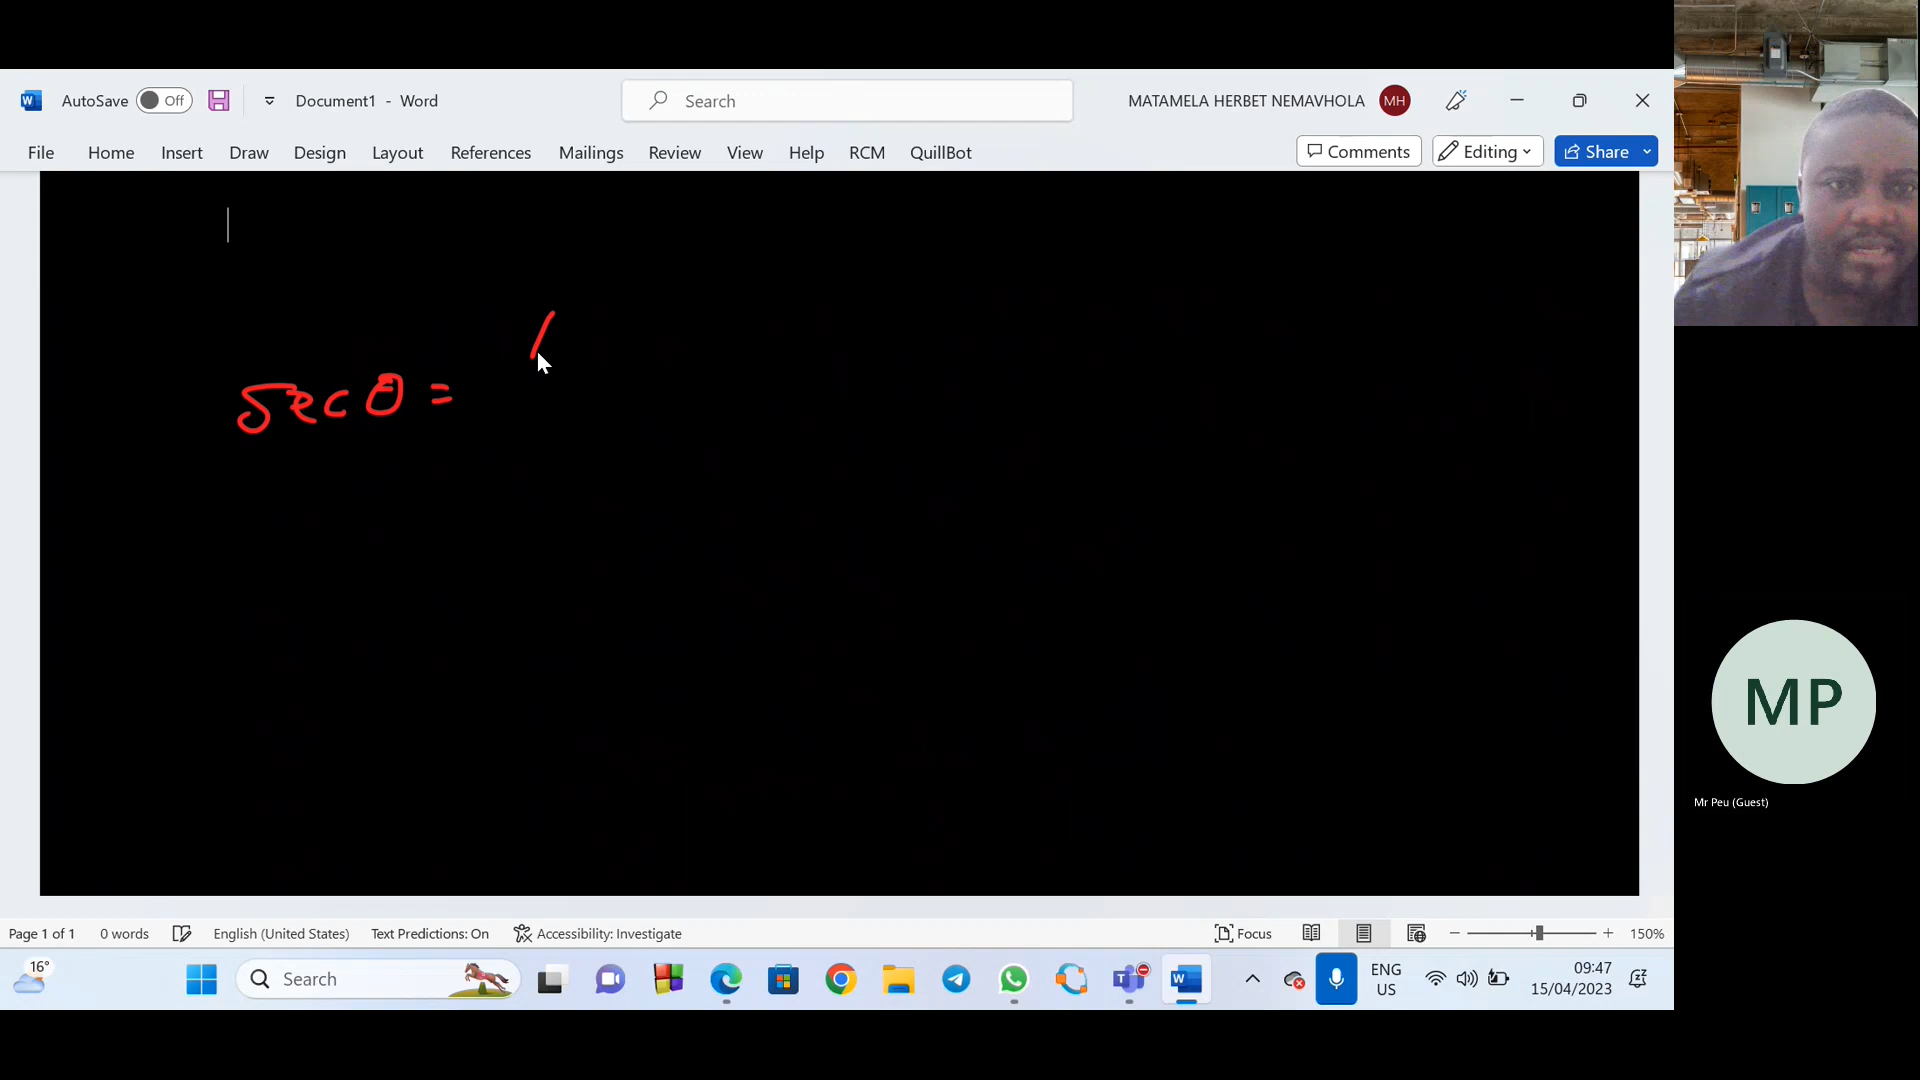 AutoSave Off Document1 - Word Search MATAMELA HERBET NEMAVHOLA MH
File Home Insert Draw Design Layout References Mailings Review View Help RCM QuillBot Comments Editing Share
sec θ =
MP
Mr Peu (Guest)
Page 1 of 1 0 words English (United States) Text Predictions: On Accessibility: Investigate Focus 150%
16° Search ENG US 09:47 15/04/2023